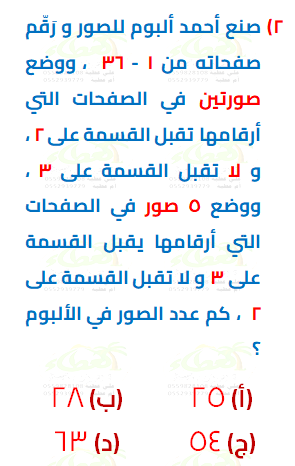 ٢) صنع أحمد ألبوم للصور و رَقّم
صفحاته من ١ - ٣٦ ، ووضع
صورتين في الصفحات التي
أرقامها تقبل القسمة على ٢ ،
و لا تقبل القسمة على ٣ ،
ووضع ٥ صور في الصفحات
التي أرقامها يقبل القسمة
على ٣ و لا تقبل القسمة على
٢ ، كم عدد الصور في الألبوم
؟
(أ) ٢٥ (ب) ٢٨
(ج) ٥٤ (د) ٦٣